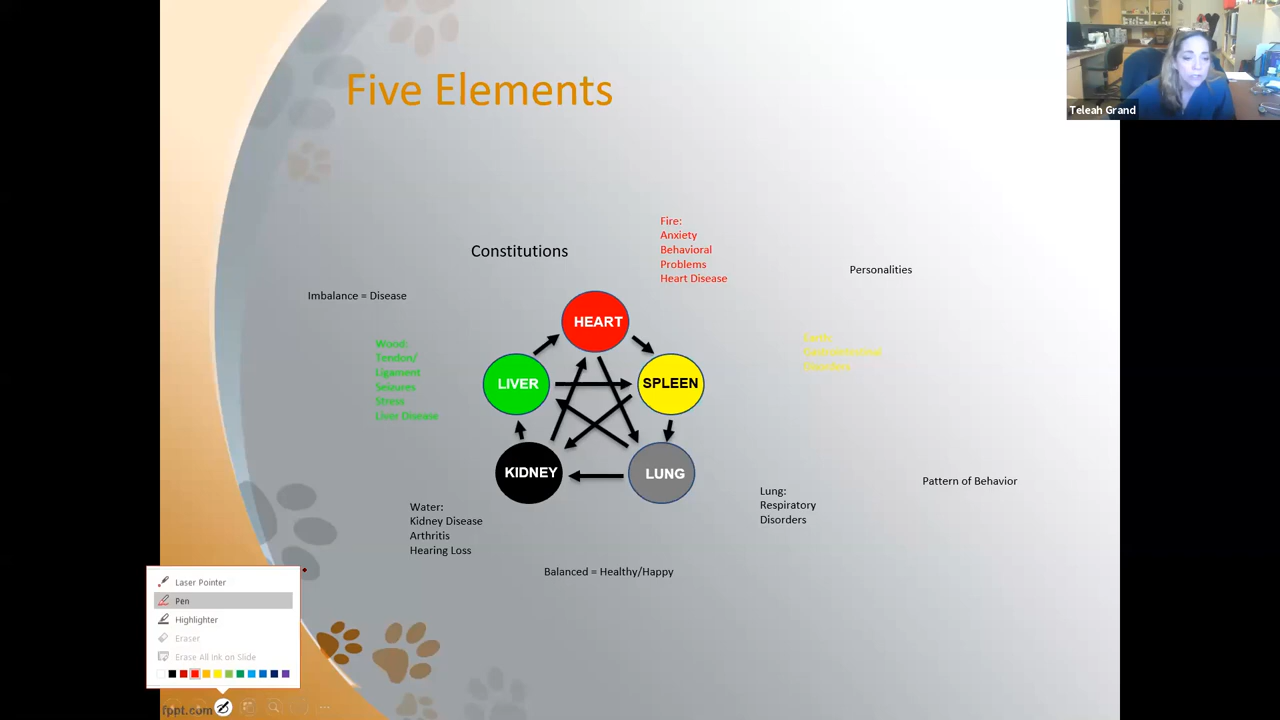 Five Elements
Teleah Grand
Constitutions
Fire:
Anxiety
Behavioral
Problems
Heart Disease
Personalities
Imbalance = Disease
HEART
Wood:
Tendon/
Ligament
Seizures
Stress
Liver Disease
LIVER
SPLEEN
Earth:
Gastrointestinal
Disorders
KIDNEY
LUNG
Water:
Kidney Disease
Arthritis
Hearing Loss
Lung:
Respiratory
Disorders
Pattern of Behavior
Balanced = Healthy/Happy
Laser Pointer
Pen
Highlighter
Eraser
Erase All Ink on Slide
fppt.com